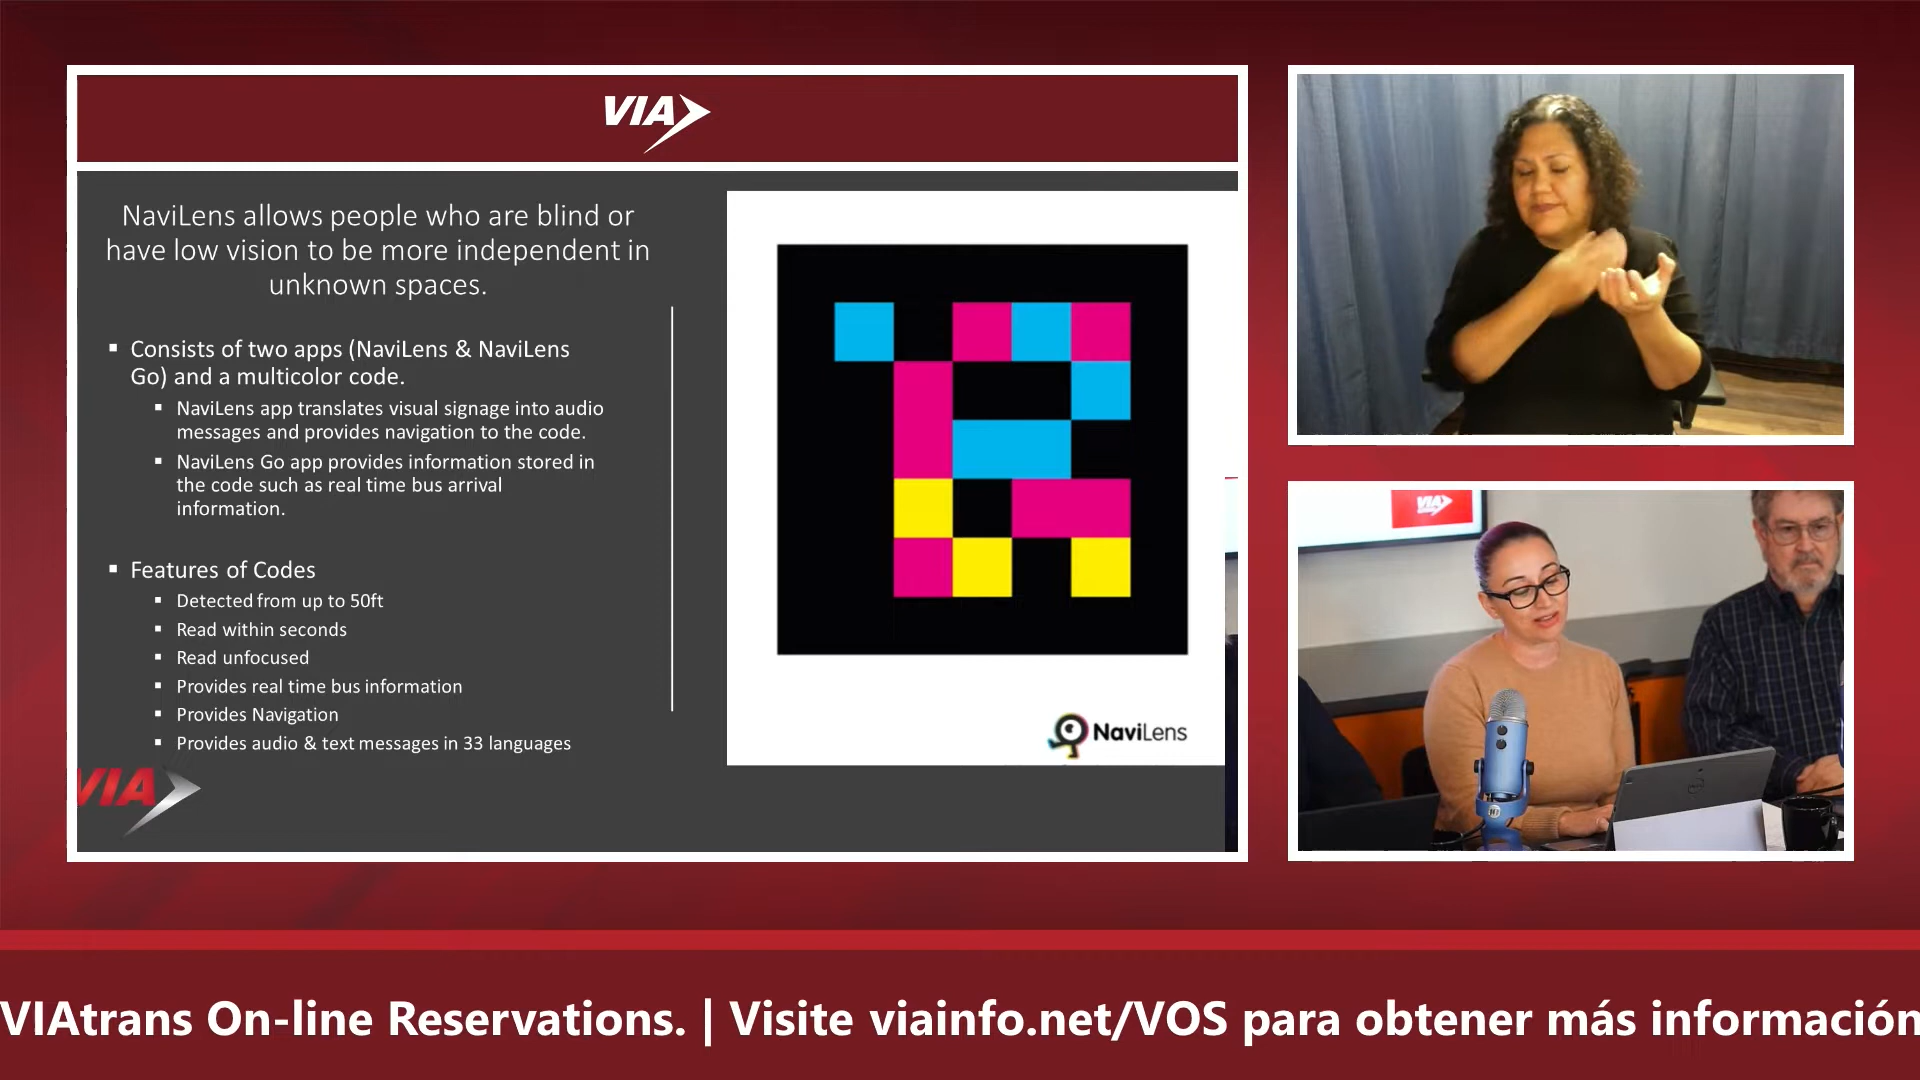 VIA
NaviLens allows people who are blind or
have low vision to be more independent in
unknown spaces.
▪ Consists of two apps (NaviLens & NaviLens
Go) and a multicolor code.
▪ NaviLens app translates visual signage into audio
messages and provides navigation to the code.
▪ NaviLens Go app provides information stored in
the code such as real time bus arrival
information.
▪ Features of Codes
▪ Detected from up to 50ft
▪ Read within seconds
▪ Read unfocused
▪ Provides real time bus information
▪ Provides Navigation
▪ Provides audio & text messages in 33 languages
VIA
NaviLens
VIA
VIAtrans On-line Reservations. | Visite viainfo.net/VOS para obtener más información